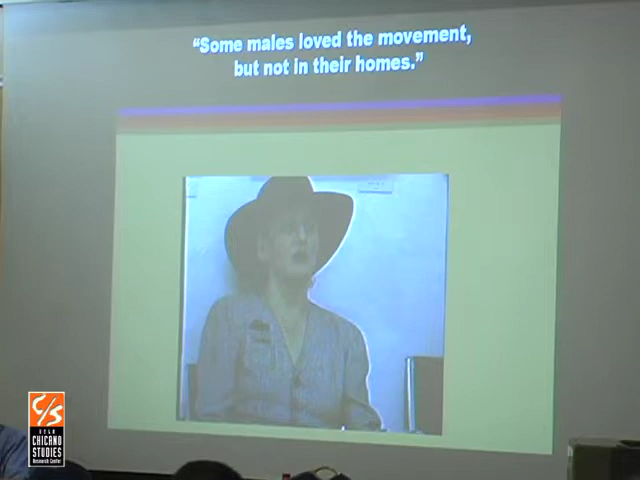 “Some males loved the movement,
but not in their homes.”
C/S
UCLA
CHICANO
STUDIES
Research Center